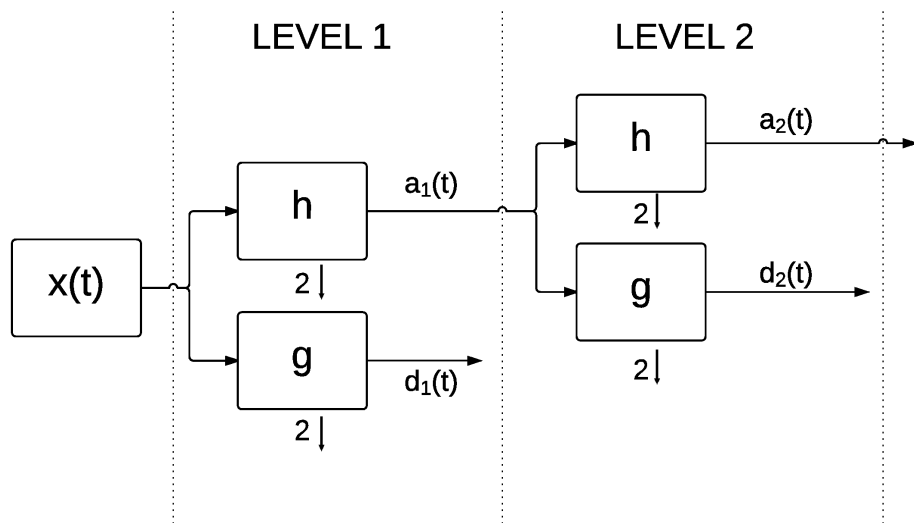 LEVEL 1
LEVEL 2
h
a₂(t)
h
a₁(t)
2
x(t)
g
d₂(t)
2
g
d₁(t)
2
2